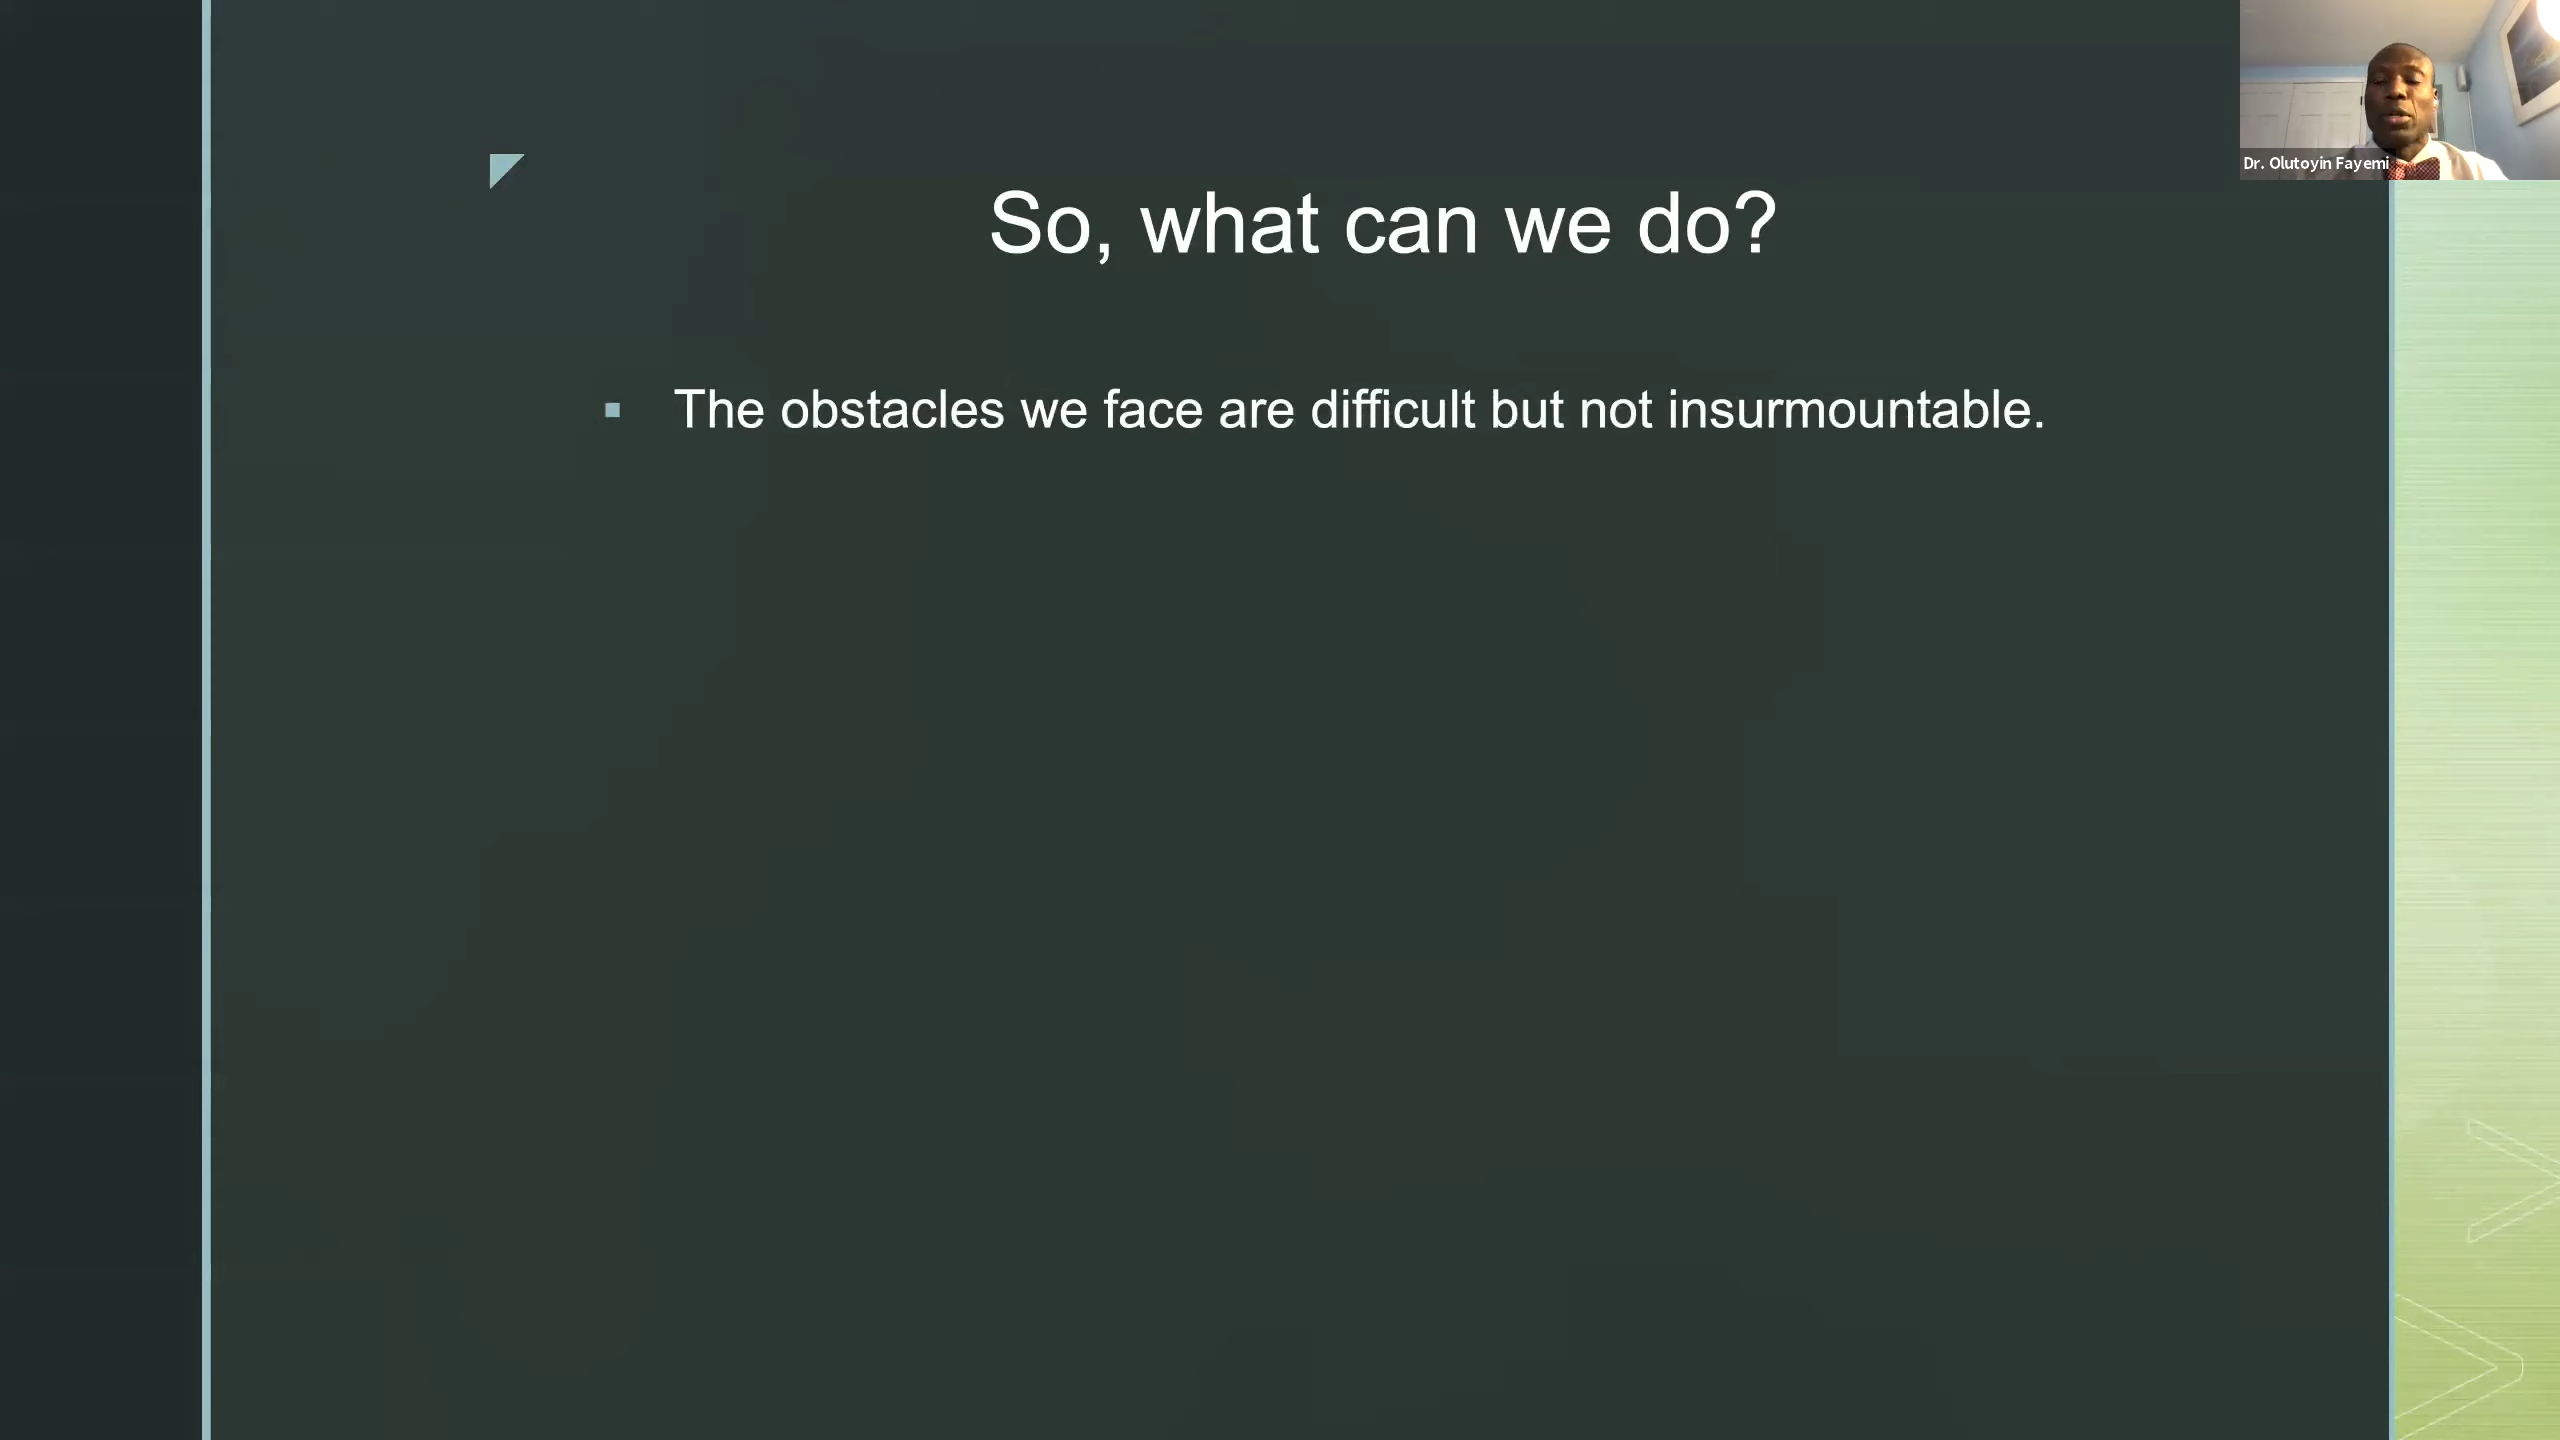 So, what can we do?
The obstacles we face are difficult but not insurmountable.
Dr. Olutoyin Fayemi